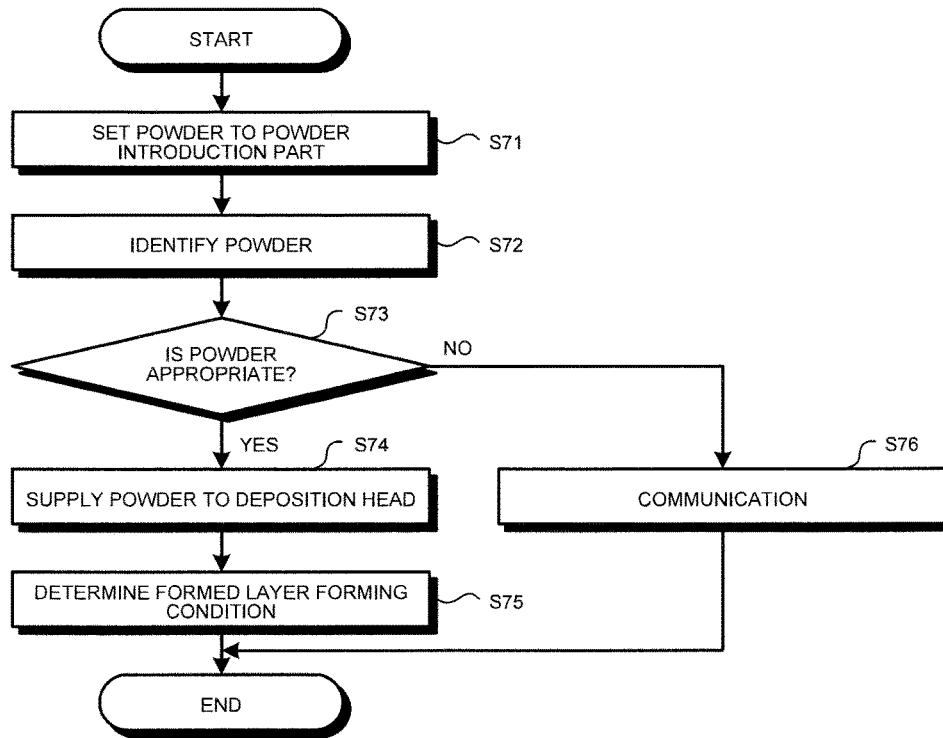 START
SET POWDER TO POWDER
INTRODUCTION PART
S71
IDENTIFY POWDER
S72
S73
IS POWDER
APPROPRIATE?
NO
YES
S74
S76
SUPPLY POWDER TO DEPOSITION HEAD
COMMUNICATION
DETERMINE FORMED LAYER FORMING
CONDITION
S75
END